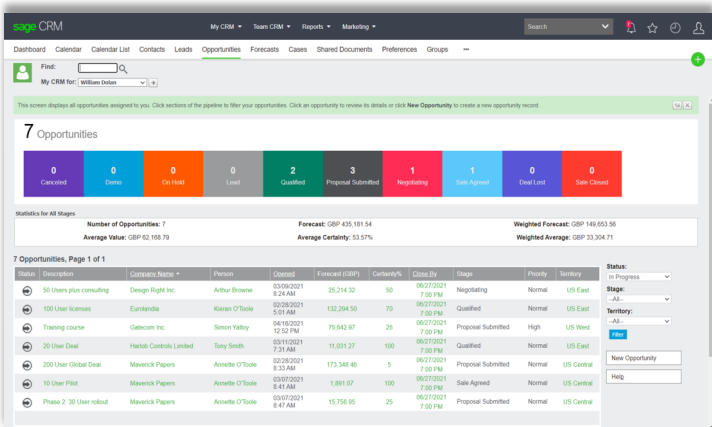 sage CRM My CRM Team CRM Reports Marketing Search
Dashboard Calendar Calendar List Contacts Leads Opportunities Forecasts Cases Shared Documents Preferences Groups •••
Find:
My CRM for: William Dolan
This screen displays all opportunities assigned to you. Click sections of the pipeline to filter your opportunities. Click an opportunity to review its details or click New Opportunity to create a new opportunity record.
7 Opportunities
0 0 0 0 2 3 1 1 0 0
Canceled Demo On Hold Lead Qualified Proposal Submitted Negotiating Sale Agreed Deal Lost Sale Closed
Statistics for All Stages
Number of Opportunities: 7 Forecast: GBP 435,181.54 Weighted Forecast: GBP 149,653.56
Average Value: GBP 62,168.79 Average Certainty: 53.57% Weighted Average: GBP 33,304.71
7 Opportunities, Page 1 of 1
Status Description Company Name Person Opened Forecast (GBP) Certainty% Close By Stage Priority Territory
50 Users plus consulting Design Right Inc. Arthur Browne 03/09/2021 8:24 AM 25,214.32 50 06/27/2021 7:00 PM Negotiating Normal US East
100 User licenses Eurolandia Kieran O'Toole 02/28/2021 5:01 AM 132,294.50 70 06/27/2021 7:00 PM Qualified Normal US East
Training course Gatecom Inc. Simon Yaltoy 04/16/2021 12:52 PM 75,642.97 25 06/27/2021 7:00 PM Proposal Submitted High US West
20 User Deal Hartob Controls Limited Tony Smith 03/11/2021 7:31 AM 11,031.27 100 06/27/2021 7:00 PM Qualified Normal US East
200 User Global Deal Maverick Papers Annette O'Toole 02/28/2021 8:33 AM 173,348.46 5 06/27/2021 7:00 PM Proposal Submitted Normal US Central
10 User Pilot Maverick Papers Annette O'Toole 03/07/2021 8:41 AM 1,891.07 100 06/27/2021 7:00 PM Sale Agreed Normal US Central
Phase 2: 30 User rollout Maverick Papers Annette O'Toole 03/07/2021 8:47 AM 15,758.95 25 06/27/2021 7:00 PM Proposal Submitted Normal US Central
Status:
In Progress
Stage:
--All--
Territory:
--All--
Filter
New Opportunity
Help